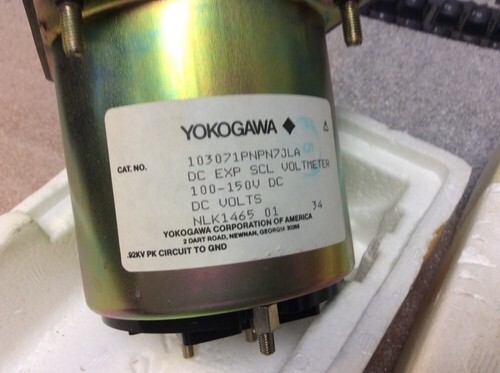 YOKOGAWA
CAT. NO. 103071PNPN7JLA
DC EXP SCL VOLTMETER
100-150V DC
DC VOLTS
NLK1465 01 34
YOKOGAWA CORPORATION OF AMERICA
2 DART ROAD, NEWNAN, GEORGIA 30265
.92KV PK CIRCUIT TO GND